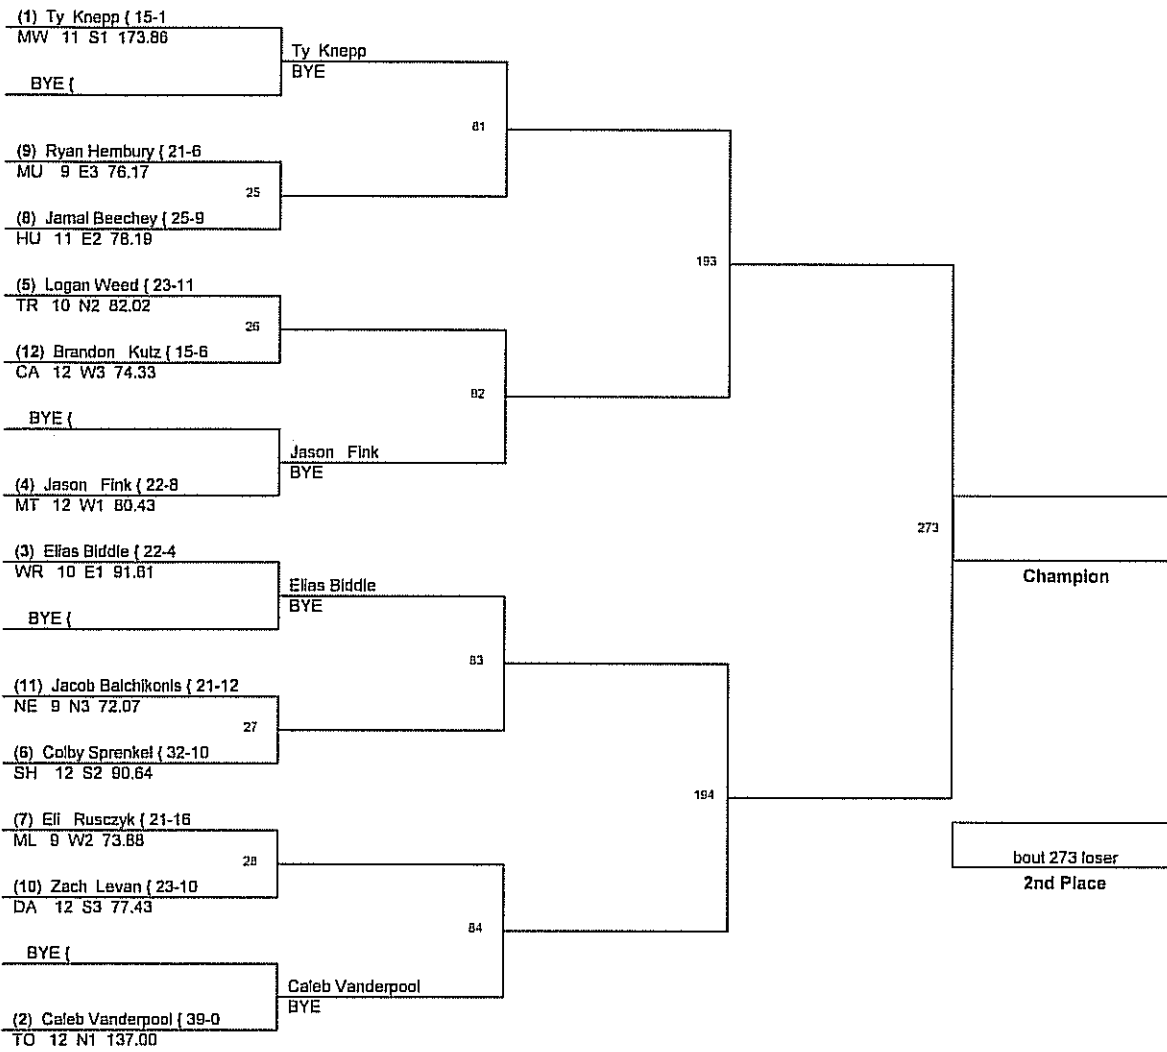 (1) Ty Knepp { 15-1
MW 11 S1 173.86
Ty Knepp
BYE
BYE {
81
(9) Ryan Hembury { 21-6
MU 9 E3 76.17
25
(8) Jamal Beechey { 25-9
HU 11 E2 76.19
193
(5) Logan Weed { 23-11
TR 10 N2 82.02
26
(12) Brandon Kutz { 15-6
CA 12 W3 74.33
82
BYE {
Jason Fink
BYE
(4) Jason Fink { 22-8
MT 12 W1 80.43
273
(3) Elias Biddle { 22-4
WR 10 E1 91.61
Champion
Elias Biddle
BYE
BYE {
83
(11) Jacob Balchikonis { 21-12
NE 9 N3 72.07
27
(6) Colby Sprenkel { 32-10
SH 12 S2 90.64
194
(7) Eli Rusczyk { 21-16
ML 9 W2 73.88
28
bout 273 loser
2nd Place
(10) Zach Levan { 23-10
DA 12 S3 77.43
84
BYE {
Caleb Vanderpool
BYE
(2) Caleb Vanderpool { 39-0
TO 12 N1 137.00